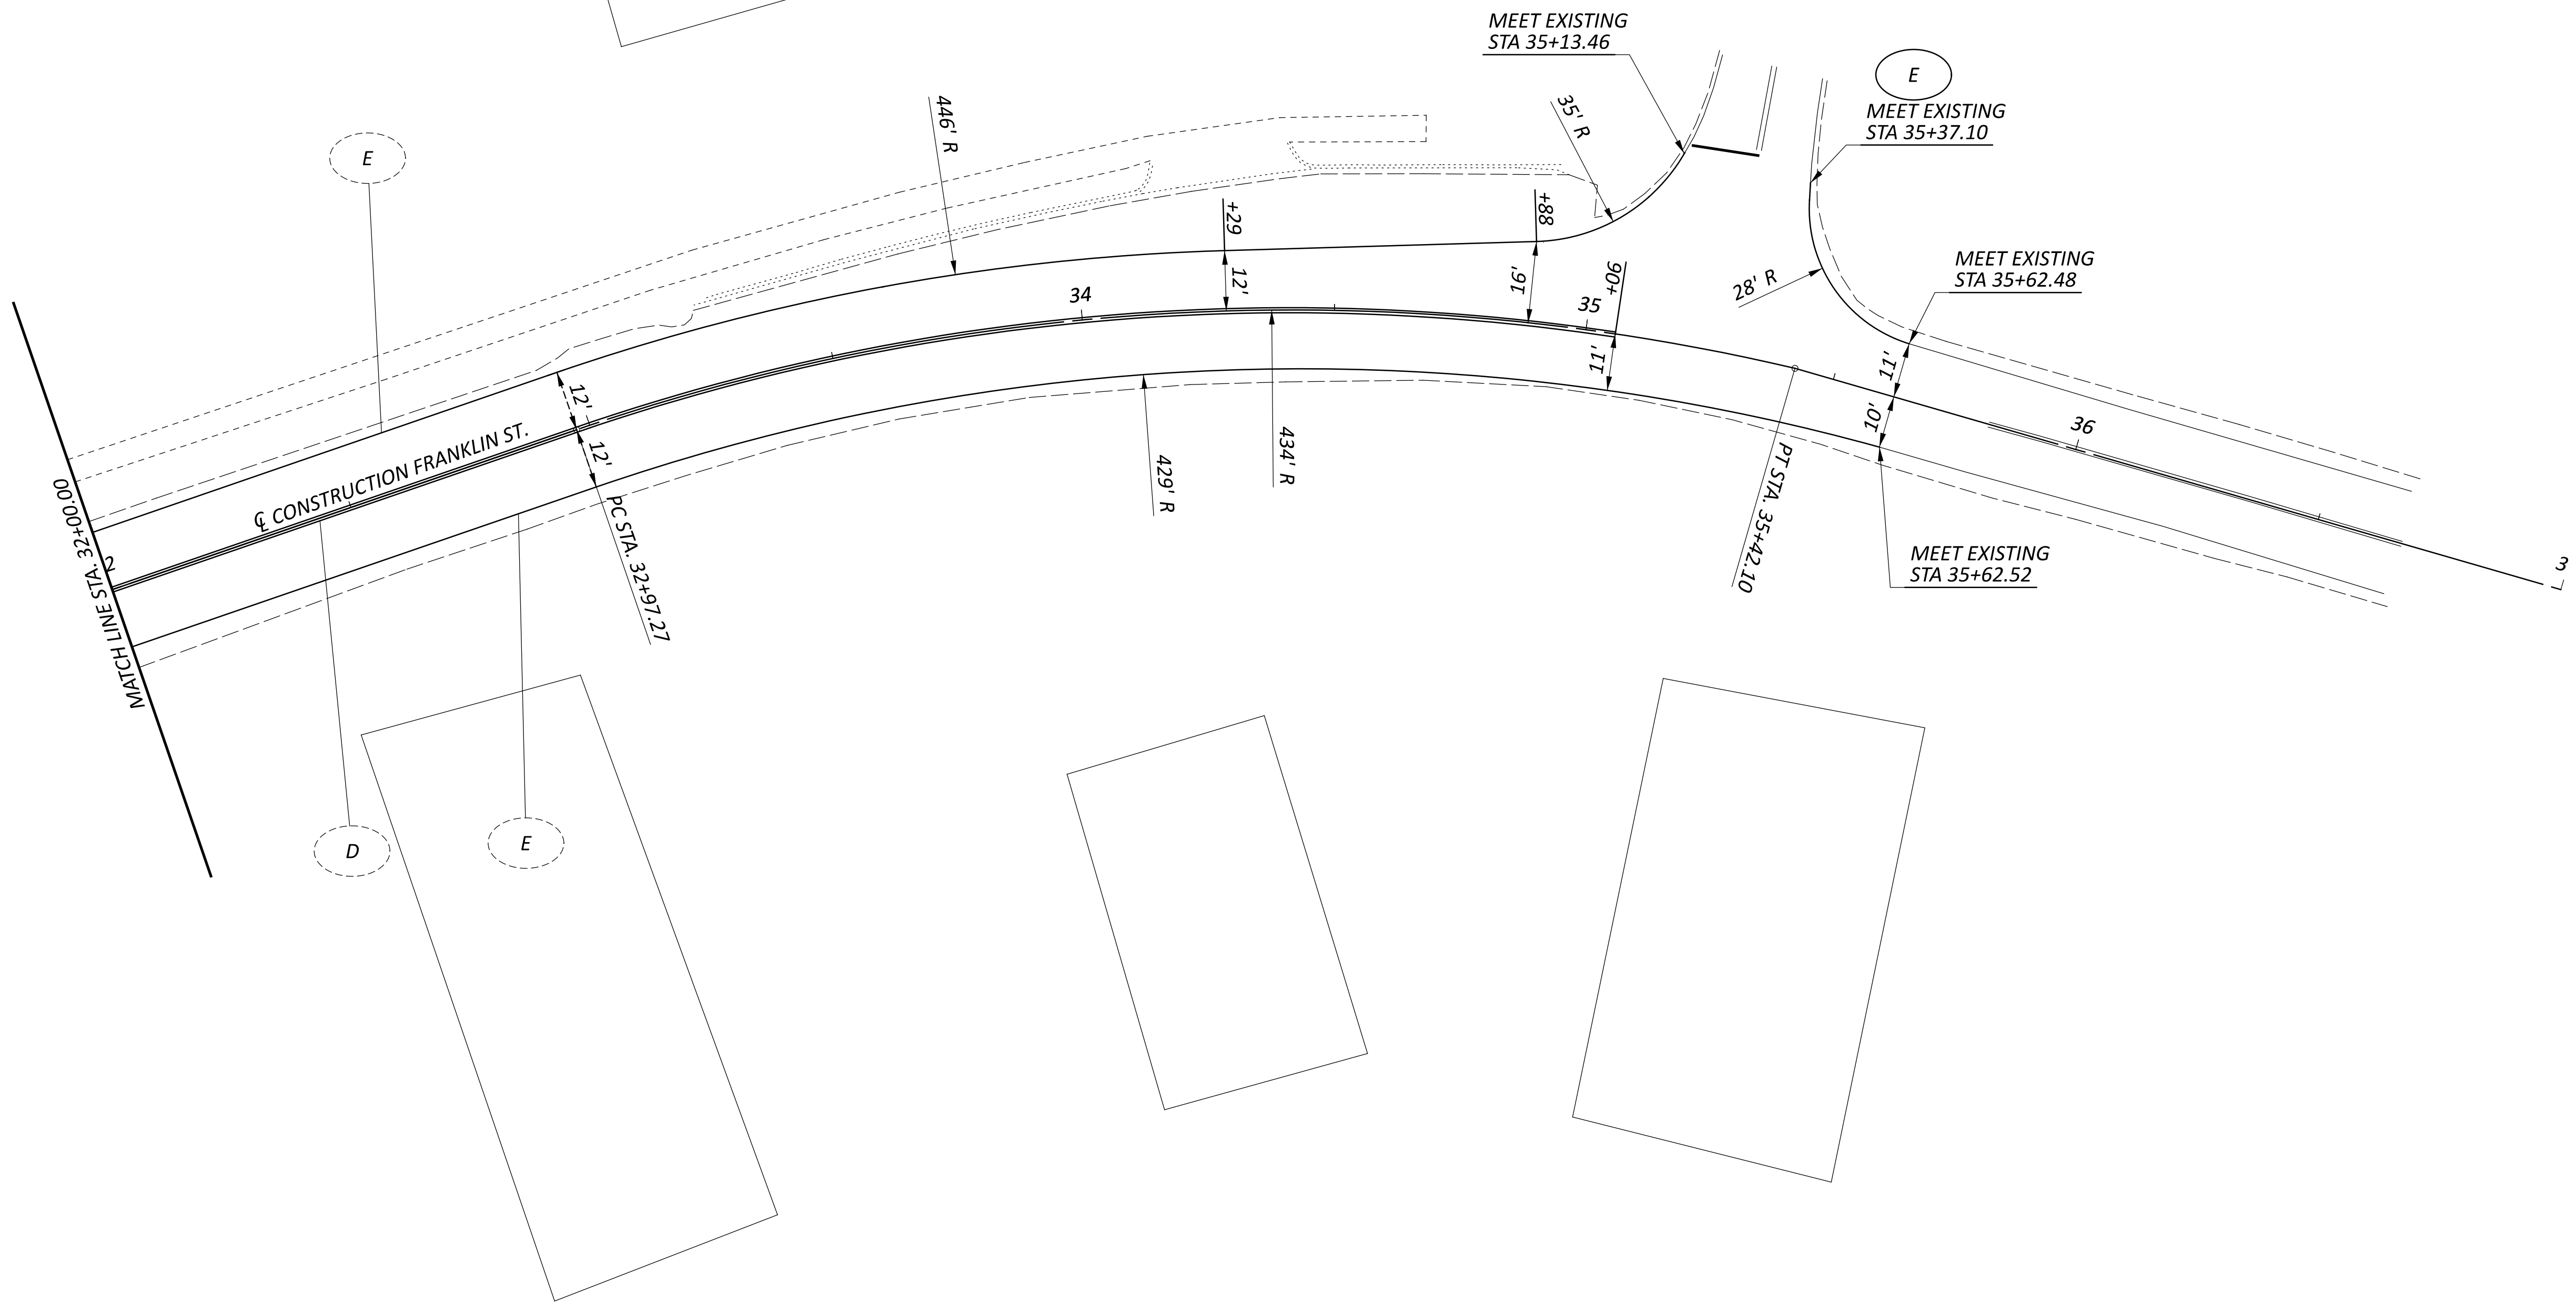 MEET EXISTING
STA 35+13.46
E
MEET EXISTING
STA 35+37.10
446' R
35' R
E
+29
+88
MEET EXISTING
STA 35+62.48
28' R
+06
34
35
12'
16'
11'
11'
12'
12'
10'
36
℄ CONSTRUCTION FRANKLIN ST.
434' R
429' R
PC STA. 32+97.27
PT STA. 35+42.10
MEET EXISTING
STA 35+62.52
MATCH LINE STA. 32+00.00
2
3
D
E